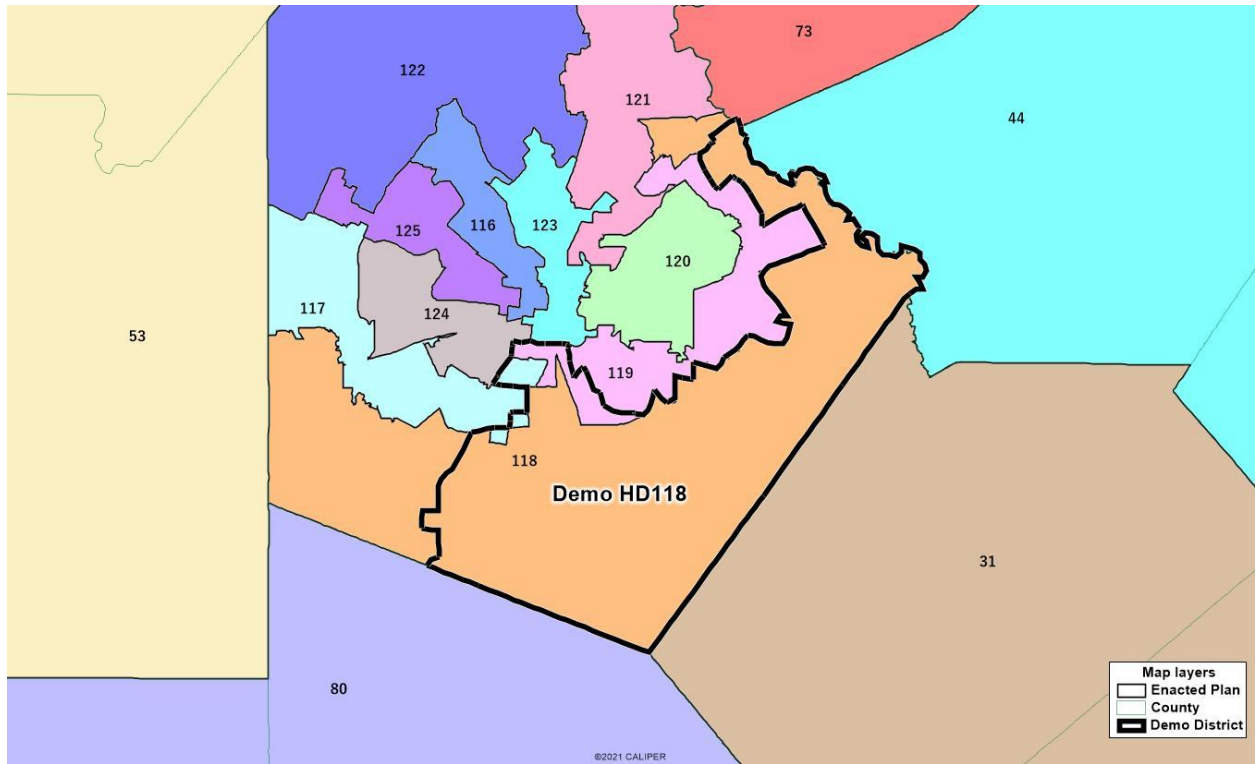 73
122
121
44
116
123
125
120
117
124
53
119
118
Demo HD118
31
80
Map layers
Enacted Plan
County
Demo District
©2021 CALIPER